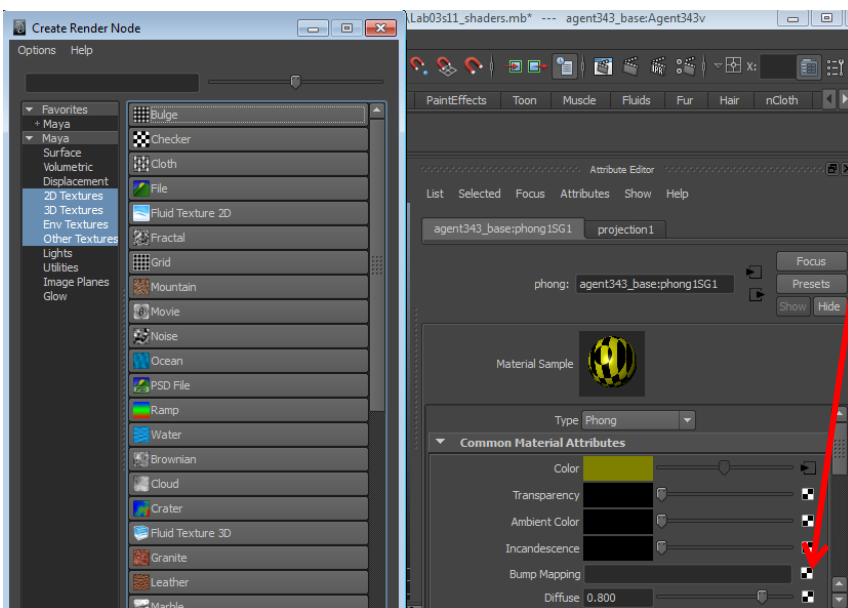 Create Render Node
Options Help
Favorites
+ Maya
Maya
Surface
Volumetric
Displacement
2D Textures
3D Textures
Env Textures
Other Textures
Lights
Utilities
Image Planes
Glow
Bulge
Checker
Cloth
File
Fluid Texture 2D
Fractal
Grid
Mountain
Movie
Noise
Ocean
PSD File
Ramp
Water
Brownian
Cloud
Crater
Fluid Texture 3D
Granite
Leather
Marble
\Lab03s11_shaders.mb* --- agent343_base:Agent343v
X:
PaintEffects Toon Muscle Fluids Fur Hair nCloth
Attribute Editor
List Selected Focus Attributes Show Help
agent343_base:phong1SG1 projection1
Focus
phong: agent343_base:phong1SG1 Presets
Show Hide
Material Sample
Type Phong
Common Material Attributes
Color
Transparency
Ambient Color
Incandescence
Bump Mapping
Diffuse 0.800